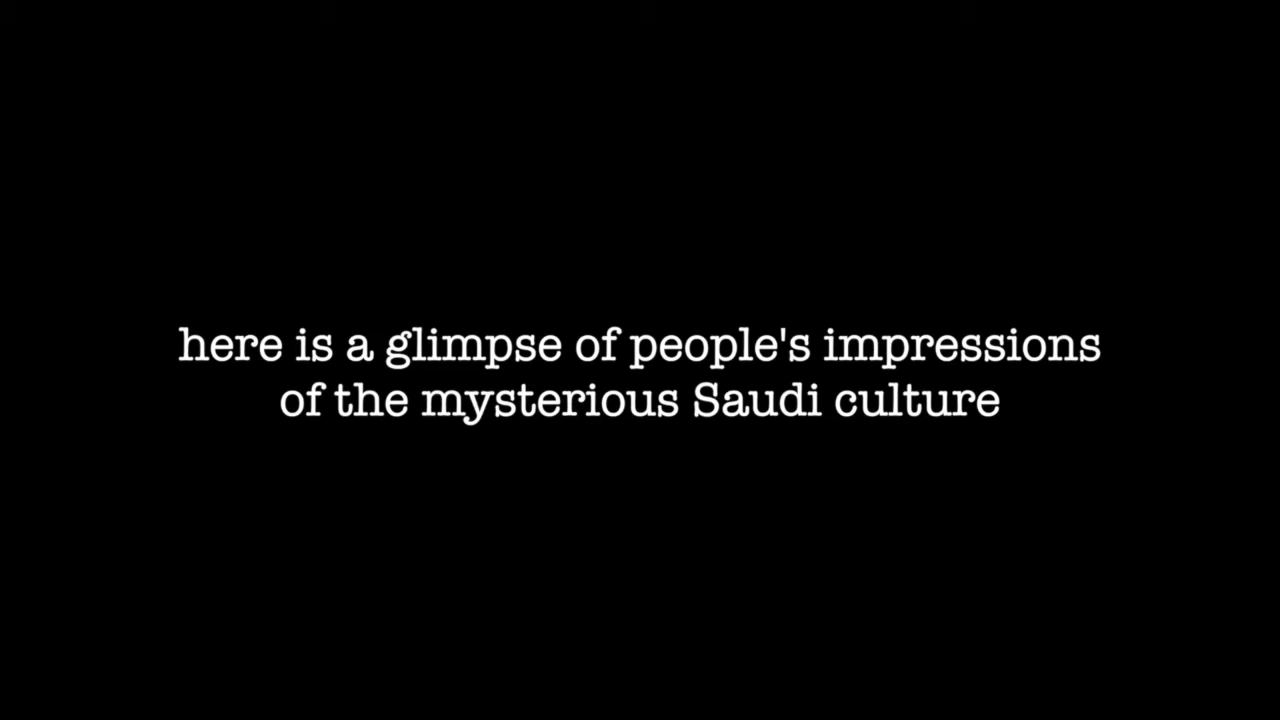 here is a glimpse of people's impressions
of the mysterious Saudi culture